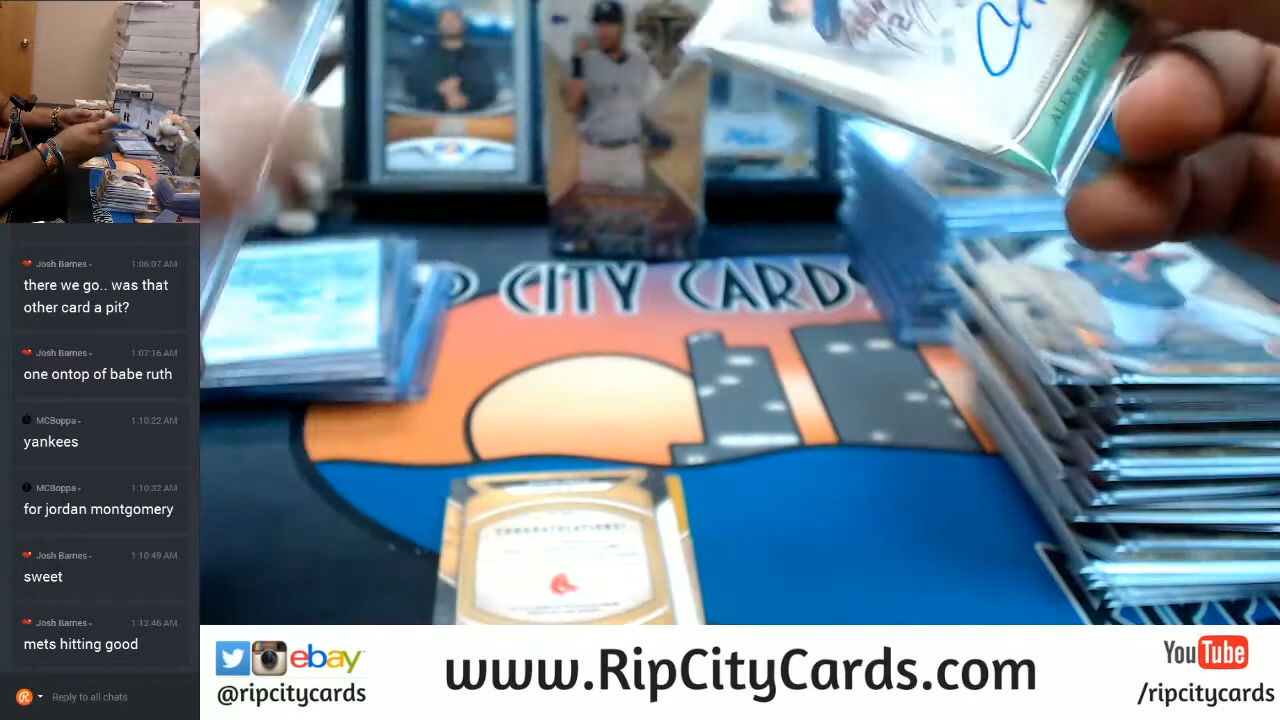 Josh Barnes 1:06:07 AM
there we go.. was that
other card a pit?
Josh Barnes 1:07:16 AM
one ontop of babe ruth
MCBoppa 1:10:22 AM
yankees
MCBoppa 1:10:32 AM
for jordan montgomery
Josh Barnes 1:10:49 AM
sweet
Josh Barnes 1:12:46 AM
mets hitting good
Reply to all chats
ALEX BREGMAN
P CITY CARDS
CONGRATULATIONS!
ebay
@ripcitycards
www.RipCityCards.com
YouTube
/ripcitycards